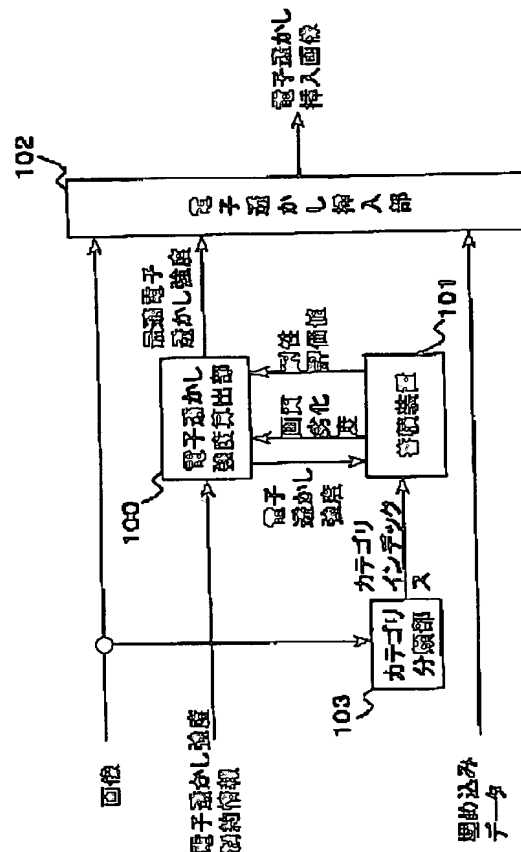 画像
電子透かし強度
制約情報
埋め込み
データ
103
カテゴリ
分類部
カテゴリ
インデック
ス
100
電子透かし
強度算出部
電子
透かし
強度
画質
劣化
度
耐性
評価値
101
記憶装置
最適電子
透かし強度
102
電子透かし挿入部
電子透かし
挿入画像